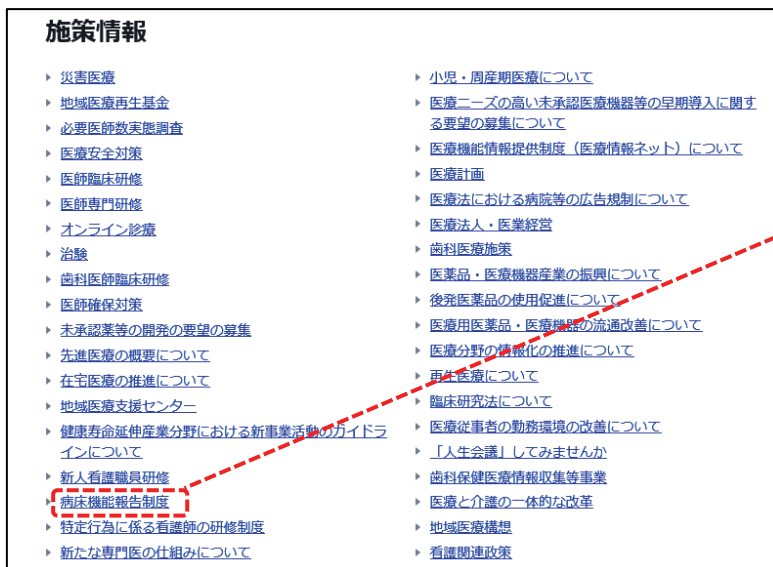 施策情報
災害医療
地域医療再生基金
必要医師数実態調査
医療安全対策
医師臨床研修
医師専門研修
オンライン診療
治験
歯科医師臨床研修
医師確保対策
未承認薬等の開発の要望の募集
先進医療の概要について
在宅医療の推進について
地域医療支援センター
健康寿命延伸産業分野における新事業活動のガイドラ
インについて
新人看護職員研修
病床機能報告制度
特定行為に係る看護師の研修制度
新たな専門医の仕組みについて
小児・周産期医療について
医療ニーズの高い未承認医療機器等の早期導入に関す
る要望の募集について
医療機能情報提供制度（医療情報ネット）について
医療計画
医療法における病院等の広告規制について
医療法人・医業経営
歯科医療施策
医薬品・医療機器産業の振興について
後発医薬品の使用促進について
医療用医薬品・医療機器の流通改善について
医療分野の情報化の推進について
再生医療について
臨床研究法について
医療従事者の勤務環境の改善について
「人生会議」してみませんか
歯科保健医療情報収集等事業
医療と介護の一体的な改革
地域医療構想
看護関連政策